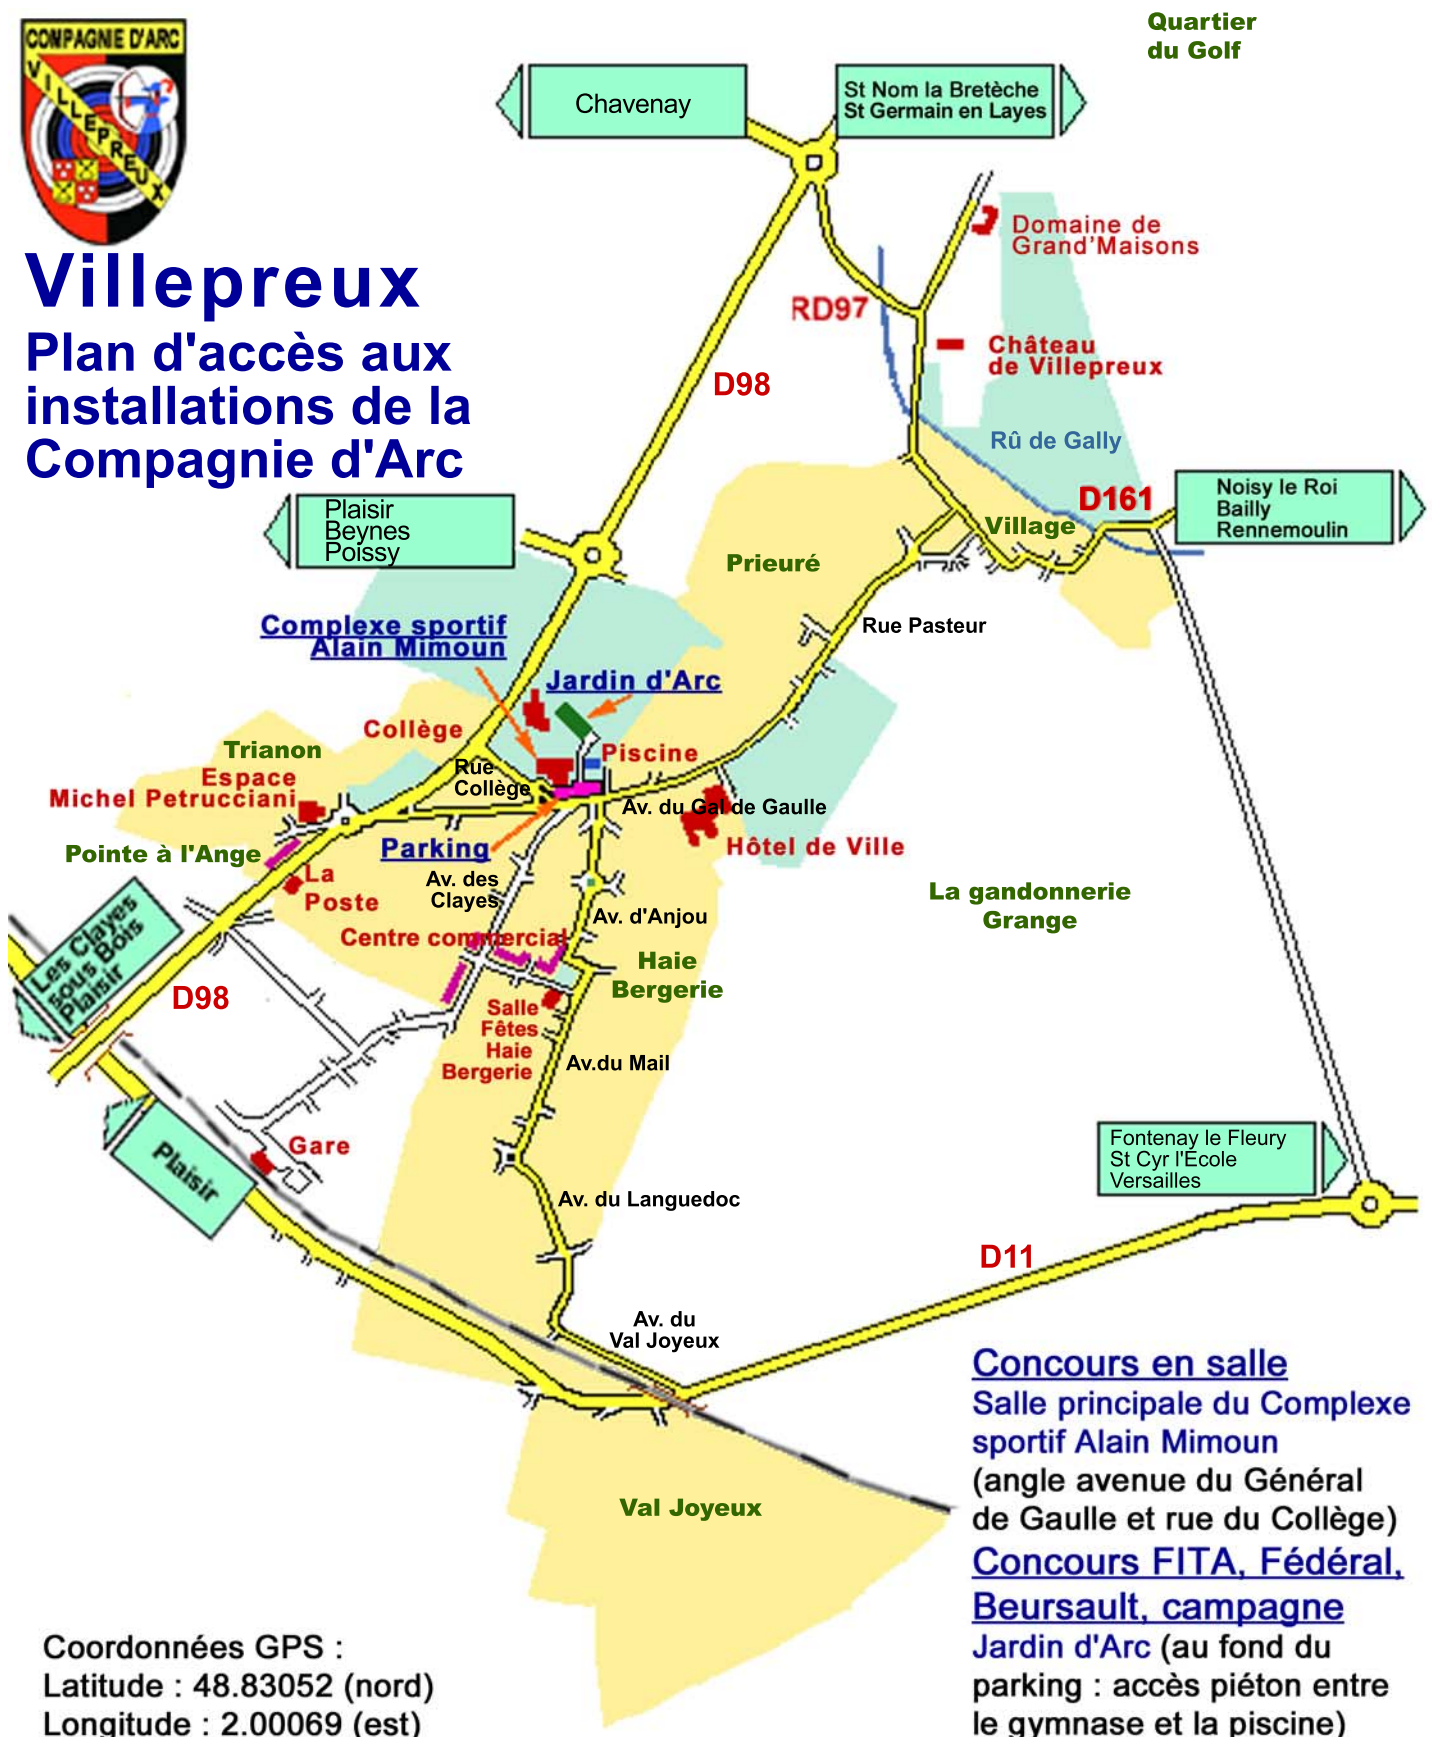 Quartier
du Golf
COMPAGNIE D'ARC
VILLEPREUX
Chavenay
St Nom la Bretèche
St Germain en Layes
Villepreux
Plan d'accès aux
installations de la
Compagnie d'Arc
Domaine de
Grand'Maisons
RD97
Château
de Villepreux
D98
Rû de Gally
D161
Noisy le Roi
Bailly
Rennemoulin
Plaisir
Beynes
Poissy
Village
Prieuré
Rue Pasteur
Complexe sportif
Alain Mimoun
Jardin d'Arc
Collège
Trianon
Piscine
Rue
Collège
Espace
Michel Petrucciani
Av. du Gal de Gaulle
Hôtel de Ville
Parking
Pointe à l'Ange
La
Poste
Av. des
Clayes
La gandonnerie
Grange
Av. d'Anjou
Centre commercial
Haie
Bergerie
Les Clayes
sous Bois
Plaisir
D98
Salle
Fêtes
Haie
Bergerie
Av.du Mail
Gare
Plaisir
Fontenay le Fleury
St Cyr l'École
Versailles
Av. du Languedoc
D11
Av. du
Val Joyeux
Val Joyeux
Concours en salle
Salle principale du Complexe
sportif Alain Mimoun
(angle avenue du Général
de Gaulle et rue du Collège)
Concours FITA, Fédéral,
Beursault, campagne
Jardin d'Arc (au fond du
parking : accès piéton entre
le gymnase et la piscine)
Coordonnées GPS :
Latitude : 48.83052 (nord)
Longitude : 2.00069 (est)